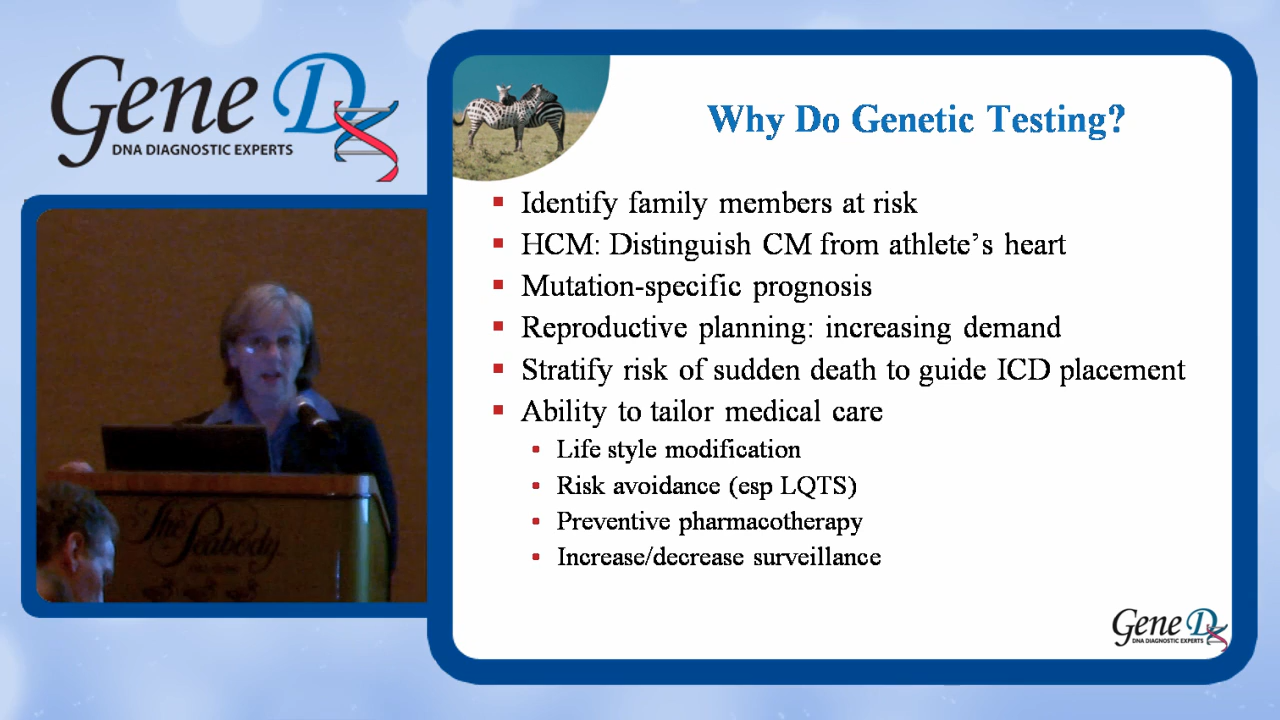 Gene Dx
DNA DIAGNOSTIC EXPERTS
Why Do Genetic Testing?
Identify family members at risk
HCM: Distinguish CM from athlete’s heart
Mutation-specific prognosis
Reproductive planning: increasing demand
Stratify risk of sudden death to guide ICD placement
Ability to tailor medical care
Life style modification
Risk avoidance (esp LQTS)
Preventive pharmacotherapy
Increase/decrease surveillance
The Peabody
Gene Dx
DNA DIAGNOSTIC EXPERTS